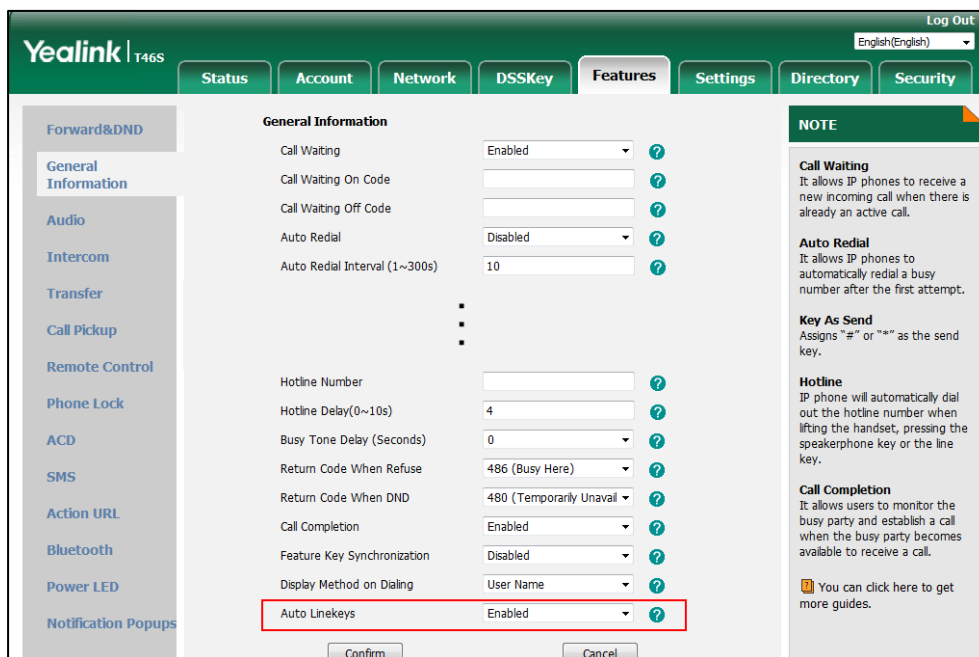 Log Out
Yealink T46S
English(English)
Status Account Network DSSKey Features Settings Directory Security
Forward&DND
General
Information
Audio
Intercom
Transfer
Call Pickup
Remote Control
Phone Lock
ACD
SMS
Action URL
Bluetooth
Power LED
Notification Popups
General Information
Call Waiting Enabled ?
Call Waiting On Code ?
Call Waiting Off Code ?
Auto Redial Disabled ?
Auto Redial Interval (1~300s) 10 ?
Hotline Number ?
Hotline Delay(0~10s) 4 ?
Busy Tone Delay (Seconds) 0 ?
Return Code When Refuse 486 (Busy Here) ?
Return Code When DND 480 (Temporarily Unavail ?
Call Completion Enabled ?
Feature Key Synchronization Disabled ?
Display Method on Dialing User Name ?
Auto Linekeys Enabled ?
Confirm Cancel
NOTE
Call Waiting
It allows IP phones to receive a
new incoming call when there is
already an active call.
Auto Redial
It allows IP phones to
automatically redial a busy
number after the first attempt.
Key As Send
Assigns "#" or "*" as the send
key.
Hotline
IP phone will automatically dial
out the hotline number when
lifting the handset, pressing the
speakerphone key or the line
key.
Call Completion
It allows users to monitor the
busy party and establish a call
when the busy party becomes
available to receive a call.
? You can click here to get
more guides.